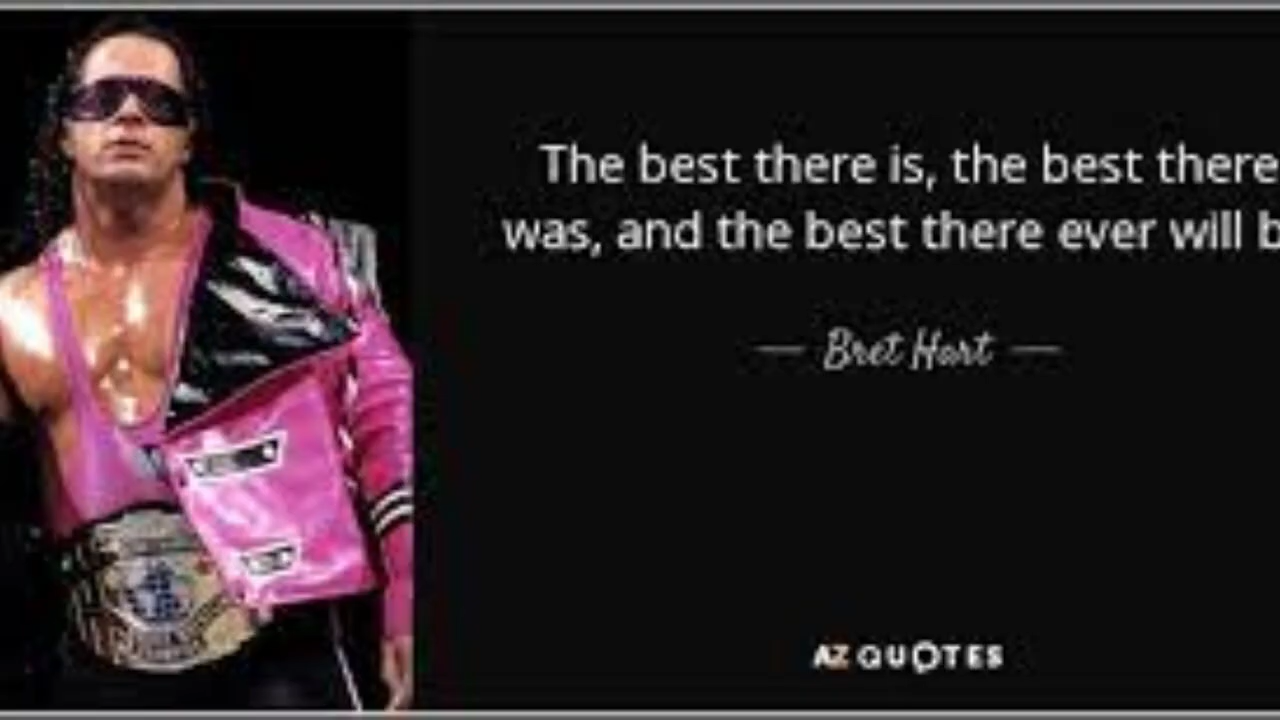 The best there is, the best there
was, and the best there ever will b
— Bret Hart —
AZ QUOTES